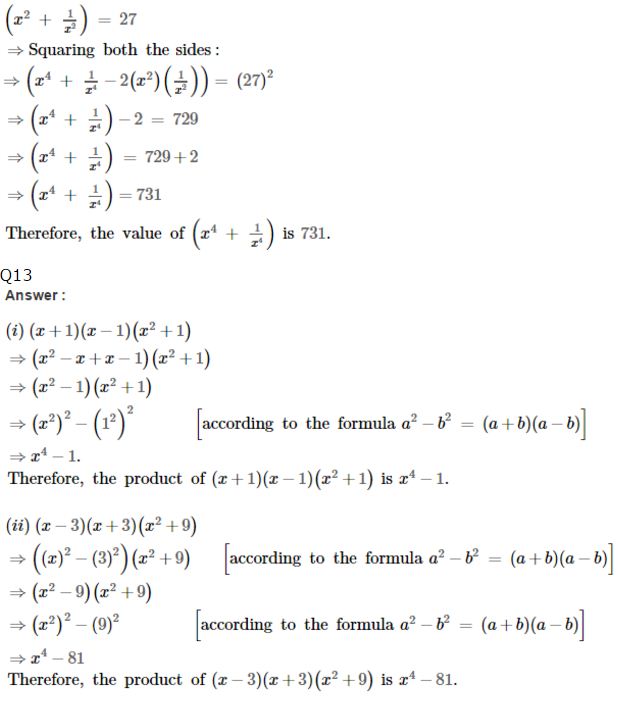 (x² + 1/x²) = 27
⇒ Squaring both the sides :
⇒ (x⁴ + 1/x⁴ − 2(x²)(1/x²)) = (27)²
⇒ (x⁴ + 1/x⁴) − 2 = 729
⇒ (x⁴ + 1/x⁴) = 729 + 2
⇒ (x⁴ + 1/x⁴) = 731
Therefore, the value of (x⁴ + 1/x⁴) is 731.
Q13
Answer :
(i) (x + 1)(x − 1)(x² + 1)
⇒ (x² − x + x − 1)(x² + 1)
⇒ (x² − 1)(x² + 1)
⇒ (x²)² − (1²)² [according to the formula a² − b² = (a + b)(a − b)]
⇒ x⁴ − 1.
Therefore, the product of (x + 1)(x − 1)(x² + 1) is x⁴ − 1.
(ii) (x − 3)(x + 3)(x² + 9)
⇒ ((x)² − (3)²)(x² + 9) [according to the formula a² − b² = (a + b)(a − b)]
⇒ (x² − 9)(x² + 9)
⇒ (x²)² − (9)² [according to the formula a² − b² = (a + b)(a − b)]
⇒ x⁴ − 81
Therefore, the product of (x − 3)(x + 3)(x² + 9) is x⁴ − 81.